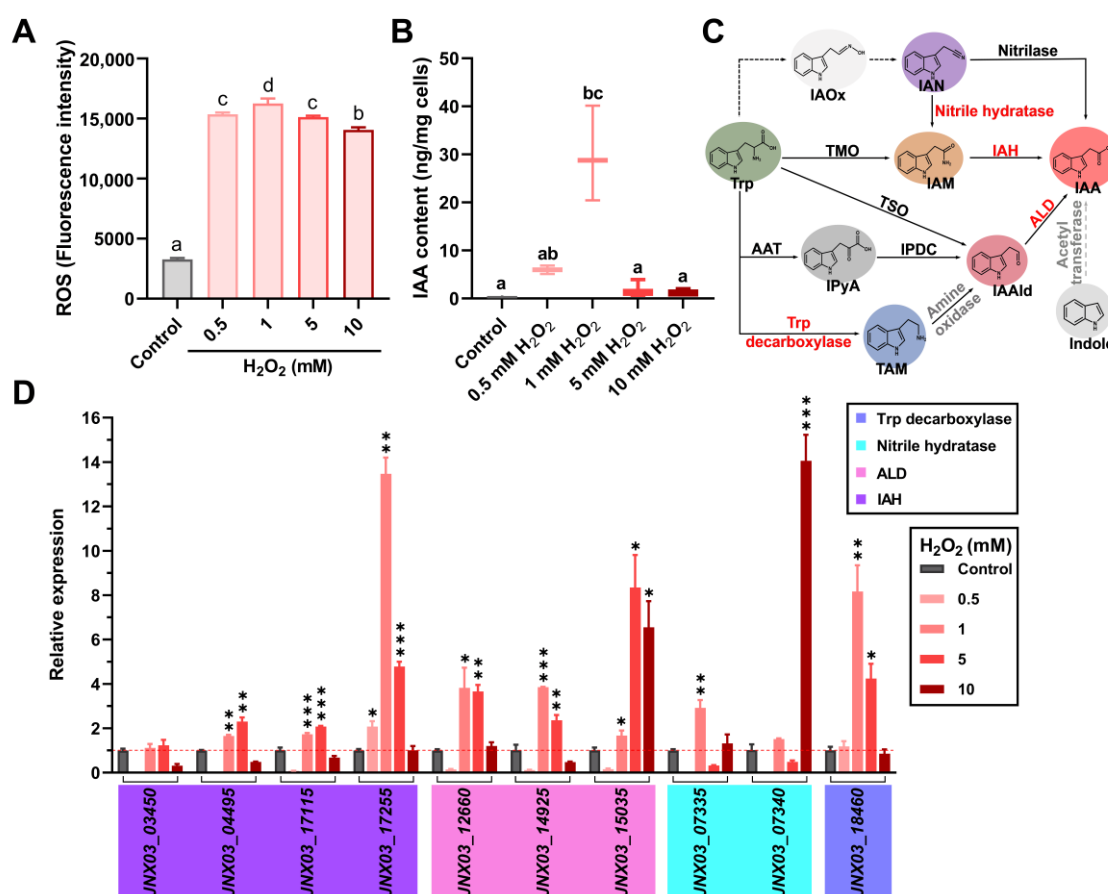 A
ROS (Fluorescence intensity)
20,000
15,000
10,000
5000
0
a
c
d
c
b
Control
0.5
1
5
10
H₂O₂ (mM)
B
IAA content (ng/mg cells)
50
40
30
20
10
0
a
ab
bc
a
a
Control
0.5 mM H₂O₂
1 mM H₂O₂
5 mM H₂O₂
10 mM H₂O₂
C
IAOx
IAN
Nitrilase
Nitrile hydratase
Trp
TMO
IAM
IAH
IAA
TSO
ALD
AAT
IPyA
IPDC
IAAld
Acetyl
transferase
Trp
decarboxylase
TAM
Amine
oxidase
Indole
D
Relative expression
16
14
12
10
8
6
4
2
0
**
**
***
***
*
**
***
*
**
***
**
*
*
*
**
***
**
*
JNX03_03450
JNX03_04495
JNX03_17115
JNX03_17255
JNX03_12660
JNX03_14925
JNX03_15035
JNX03_07335
JNX03_07340
JNX03_18460
Trp decarboxylase
Nitrile hydratase
ALD
IAH
H₂O₂ (mM)
Control
0.5
1
5
10